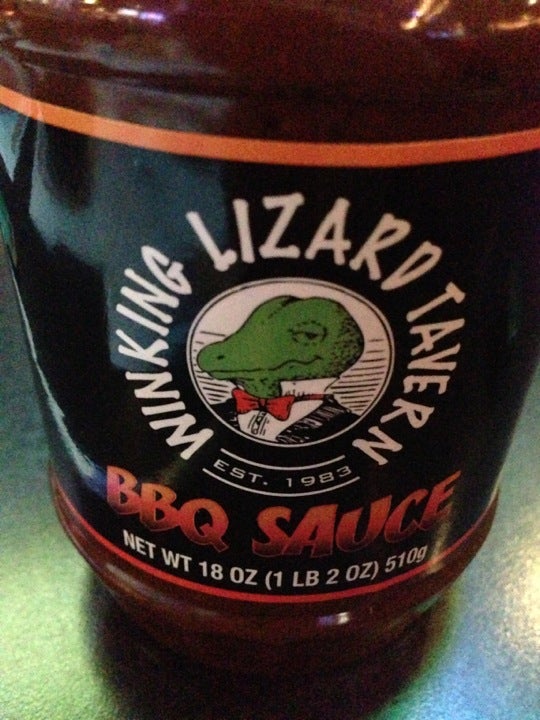 WINKING LIZARD TAVERN
EST. 1983
BBQ SAUCE
NET WT 18 OZ (1 LB 2 OZ) 510g